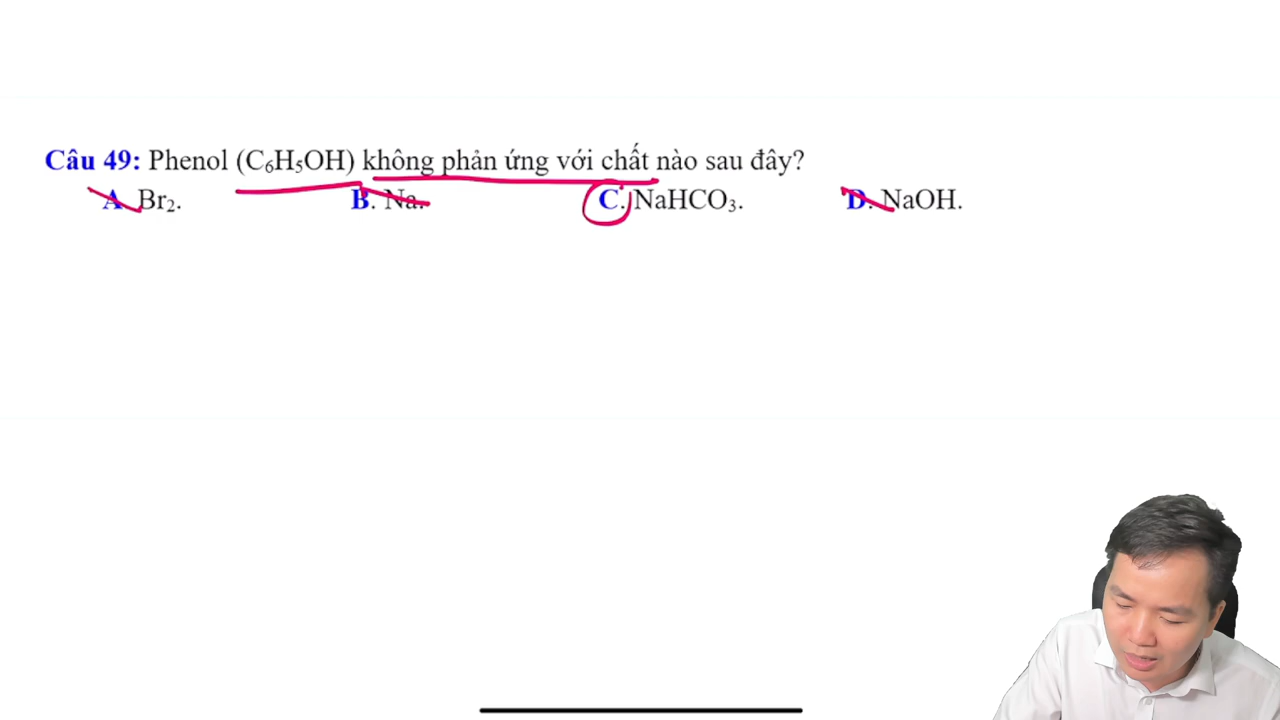 Câu 49: Phenol (C₆H₅OH) không phản ứng với chất nào sau đây?
A. Br₂. B. Na. C. NaHCO₃. D. NaOH.